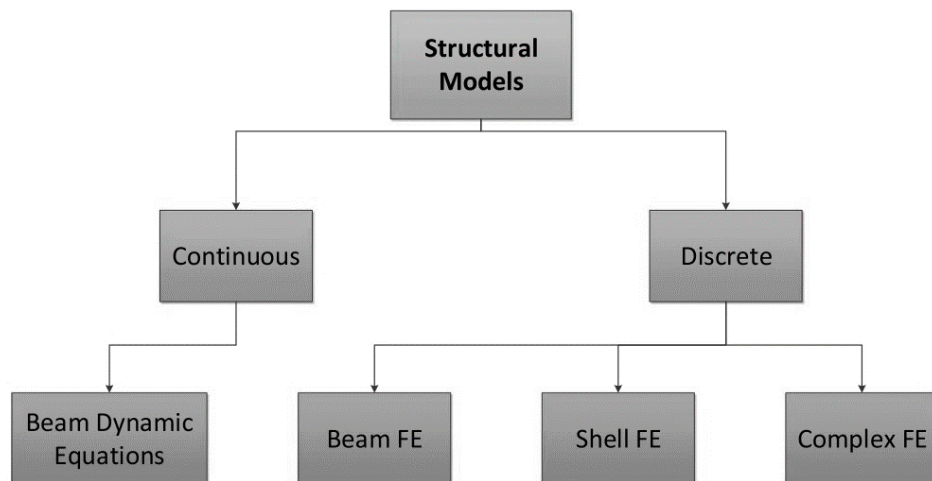 Structural
Models
Continuous
Discrete
Beam Dynamic
Equations
Beam FE
Shell FE
Complex FE